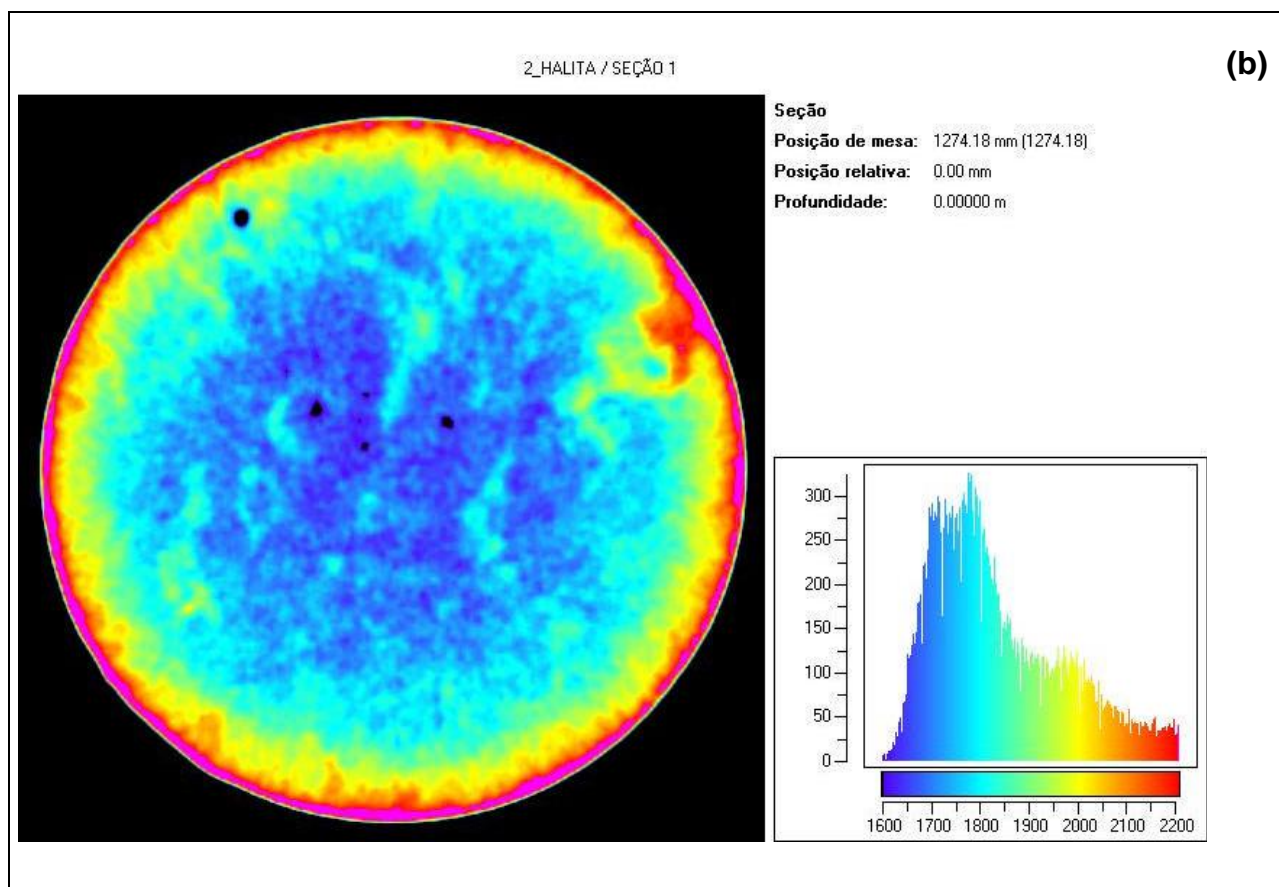 (b)
2_HALITA / SEÇÃO 1
Seção
Posição de mesa: 1274.18 mm (1274.18)
Posição relativa: 0.00 mm
Profundidade: 0.00000 m
300
250
200
150
100
50
0
1600 1700 1800 1900 2000 2100 2200